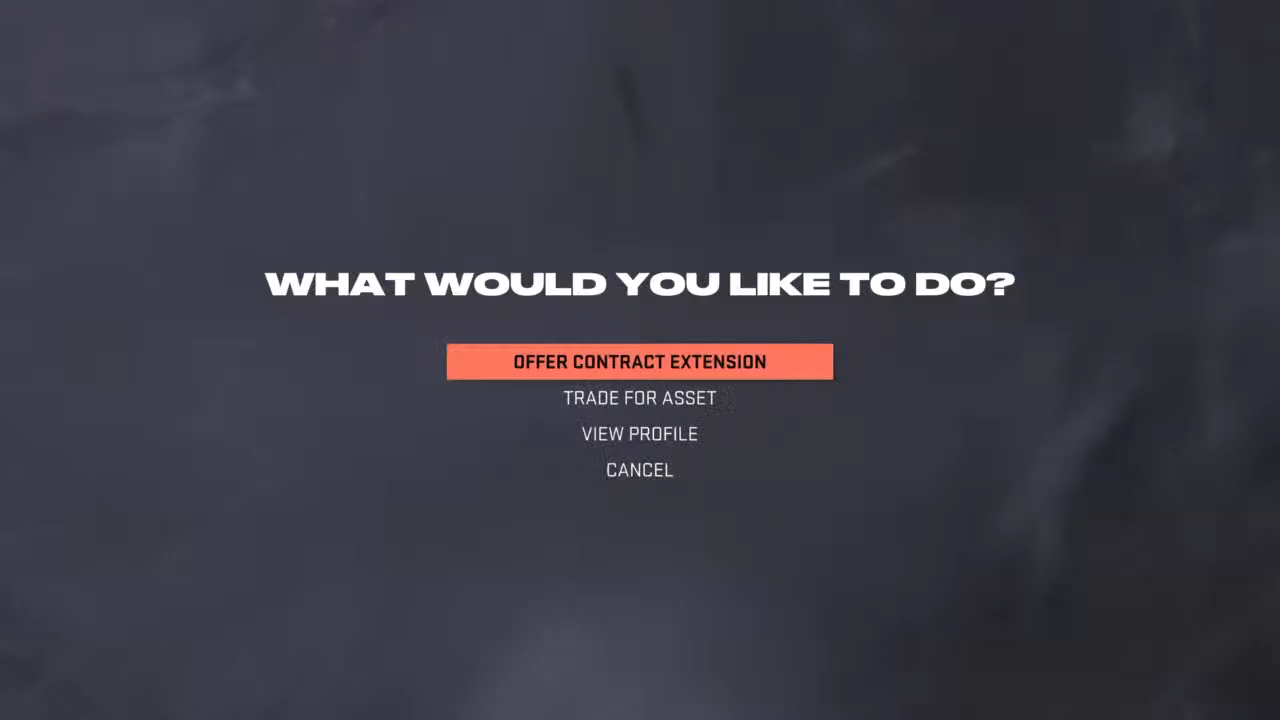 WHAT WOULD YOU LIKE TO DO?
OFFER CONTRACT EXTENSION
TRADE FOR ASSET
VIEW PROFILE
CANCEL